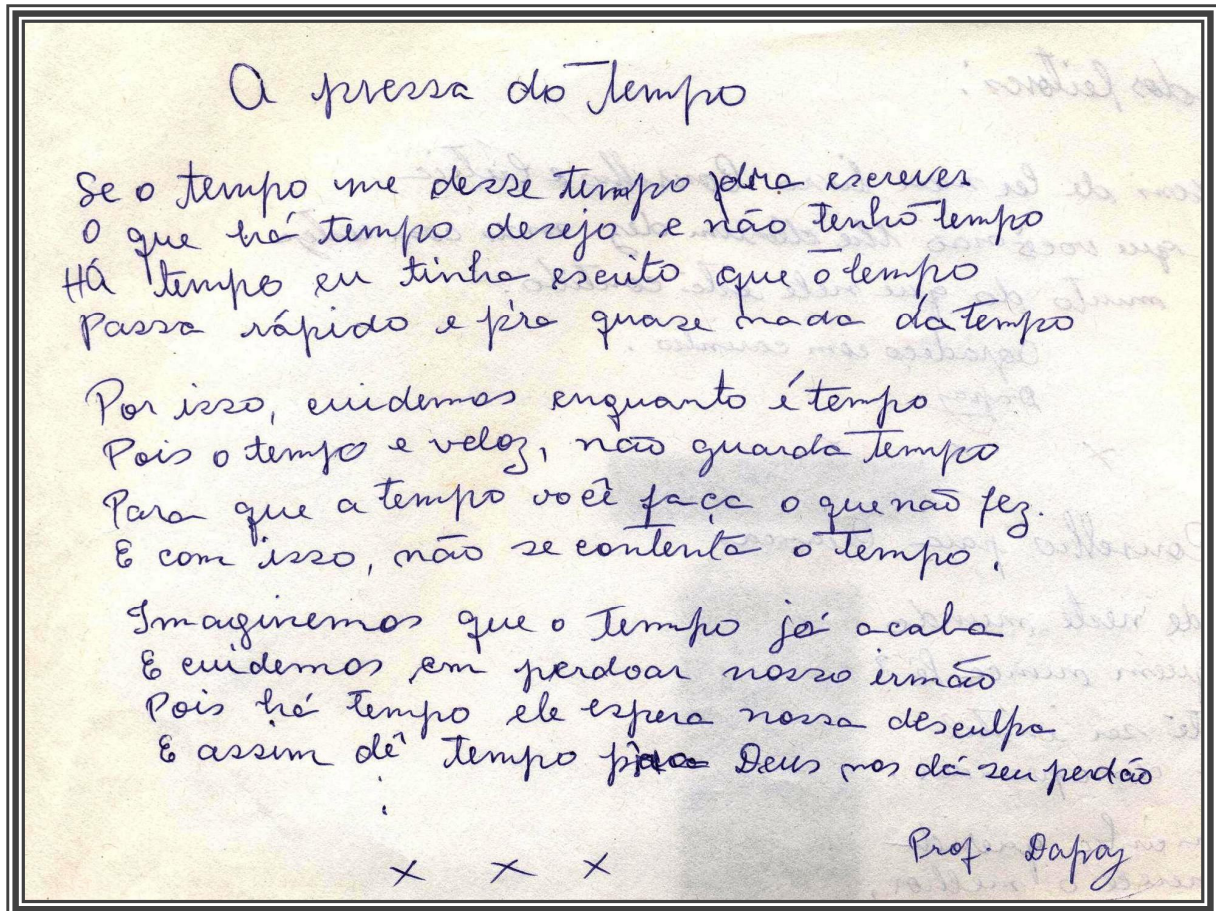 A pressa do Tempo
Se o tempo me desse tempo pra escrever
O que há tempo desejo e não tenho tempo
Há tempo eu tinha escrito que o tempo
Passa rápido e pra quase nada dá tempo
Por isso, cuidemos enquanto é tempo
Pois o tempo e veloz, não guarda tempo
Para que a tempo você faça o que não fez.
E com isso, não se contenta o tempo.
Imaginemos que o tempo já acaba
E cuidemos em perdoar nosso irmão
Pois há tempo ele espera nossa desculpa
E assim dê tempo pra Deus nos dá seu perdão
x x x
Prof. Dapaz